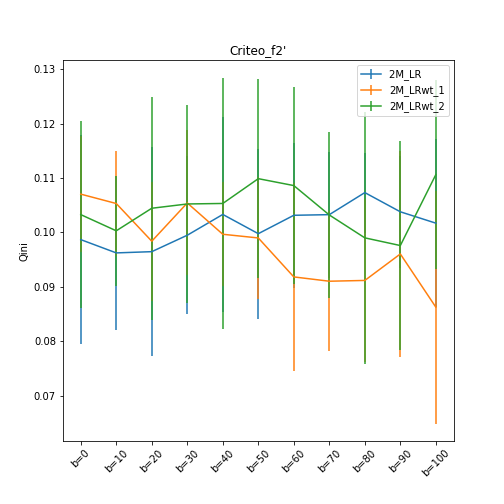 Criteo_f2'
2M_LR
2M_LRwt_1
2M_LRwt_2
Qini
0.13
0.12
0.11
0.10
0.09
0.08
0.07
b=0
b=10
b=20
b=30
b=40
b=50
b=60
b=70
b=80
b=90
b=100